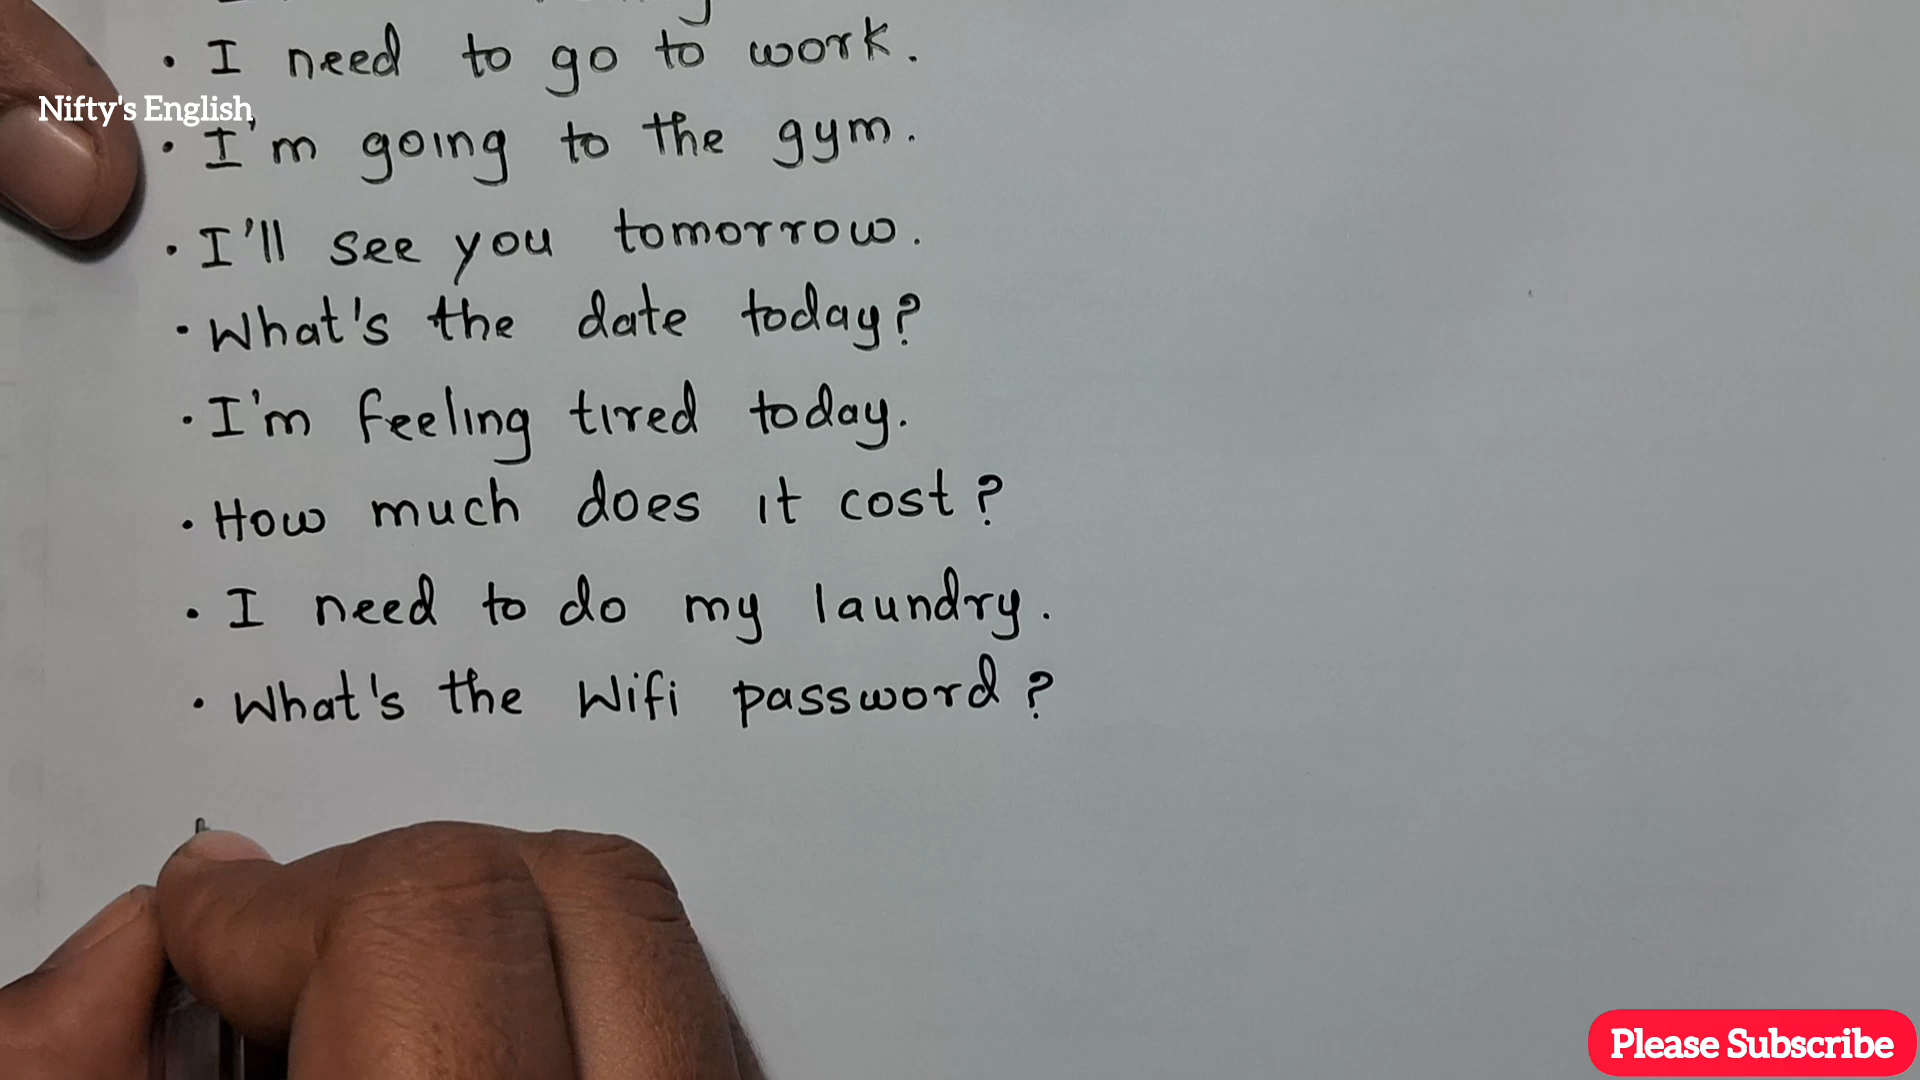 • I need to go to work.
Nifty's English
• I'm going to the gym.
• I'll see you tomorrow.
• What's the date today?
• I'm feeling tired today.
• How much does it cost?
• I need to do my laundry.
• What's the Wifi password?
Please Subscribe